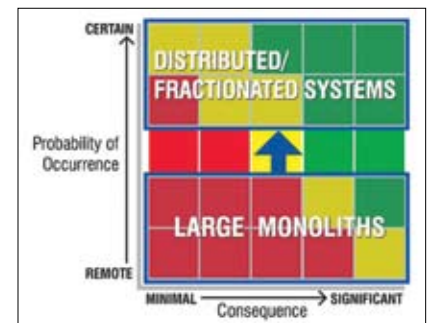 CERTAIN
DISTRIBUTED/
FRACTIONATED SYSTEMS
Probability of
Occurrence
LARGE MONOLITHS
REMOTE
MINIMAL
SIGNIFICANT
Consequence